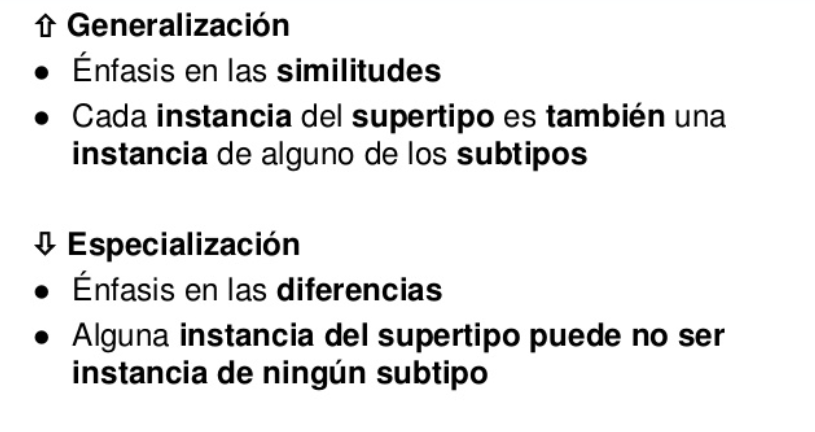 ⇧ Generalización
● Énfasis en las similitudes
● Cada instancia del supertipo es también una
instancia de alguno de los subtipos
⇩ Especialización
● Énfasis en las diferencias
● Alguna instancia del supertipo puede no ser
instancia de ningún subtipo